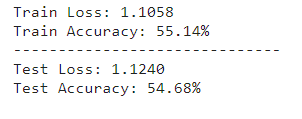 Train Loss: 1.1058
Train Accuracy: 55.14%
------------------------------
Test Loss: 1.1240
Test Accuracy: 54.68%